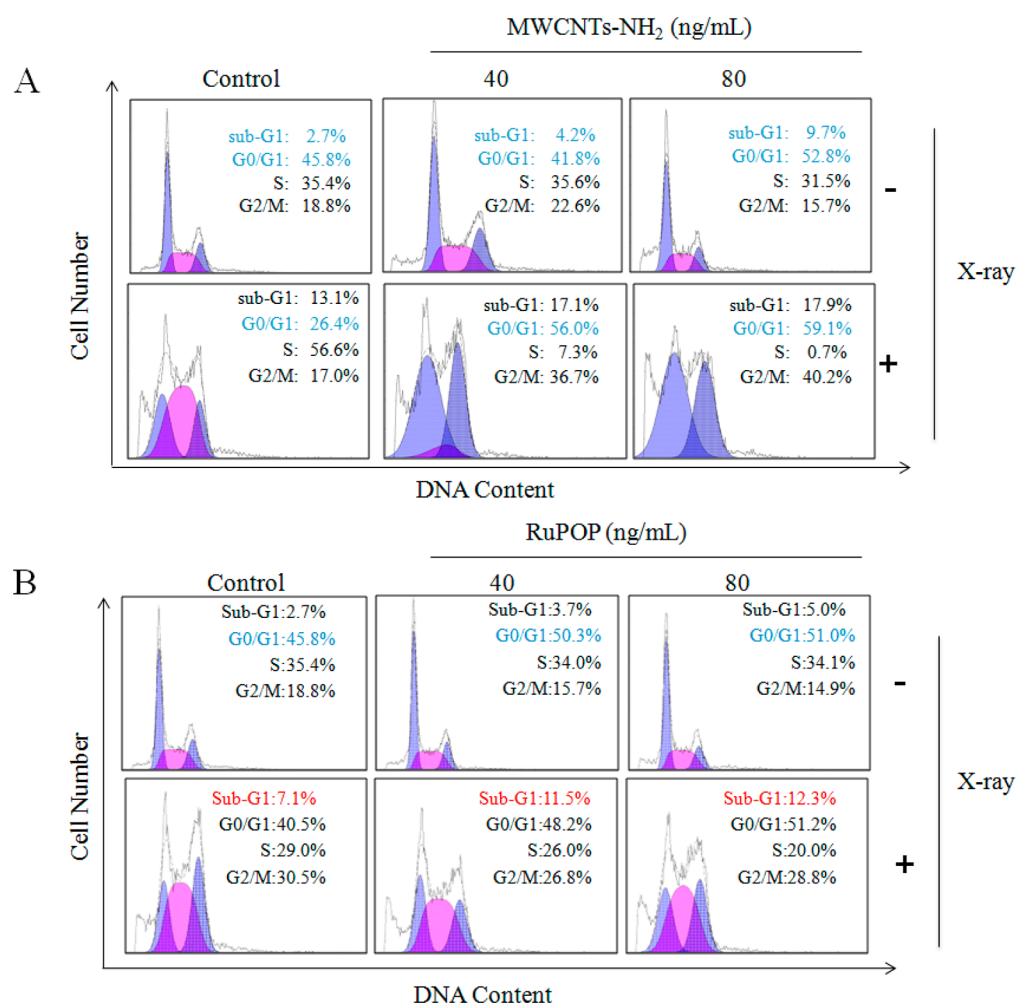 MWCNTs-NH₂ (ng/mL)
A
Control
40
80
sub-G1: 2.7%
G0/G1: 45.8%
S: 35.4%
G2/M: 18.8%
sub-G1: 4.2%
G0/G1: 41.8%
S: 35.6%
G2/M: 22.6%
sub-G1: 9.7%
G0/G1: 52.8%
S: 31.5%
G2/M: 15.7%
-
Cell Number
X-ray
sub-G1: 13.1%
G0/G1: 26.4%
S: 56.6%
G2/M: 17.0%
sub-G1: 17.1%
G0/G1: 56.0%
S: 7.3%
G2/M: 36.7%
sub-G1: 17.9%
G0/G1: 59.1%
S: 0.7%
G2/M: 40.2%
+
DNA Content
RuPOP (ng/mL)
B
Control
40
80
Sub-G1:2.7%
G0/G1:45.8%
S:35.4%
G2/M:18.8%
Sub-G1:3.7%
G0/G1:50.3%
S:34.0%
G2/M:15.7%
Sub-G1:5.0%
G0/G1:51.0%
S:34.1%
G2/M:14.9%
-
Cell Number
X-ray
Sub-G1:7.1%
G0/G1:40.5%
S:29.0%
G2/M:30.5%
Sub-G1:11.5%
G0/G1:48.2%
S:26.0%
G2/M:26.8%
Sub-G1:12.3%
G0/G1:51.2%
S:20.0%
G2/M:28.8%
+
DNA Content